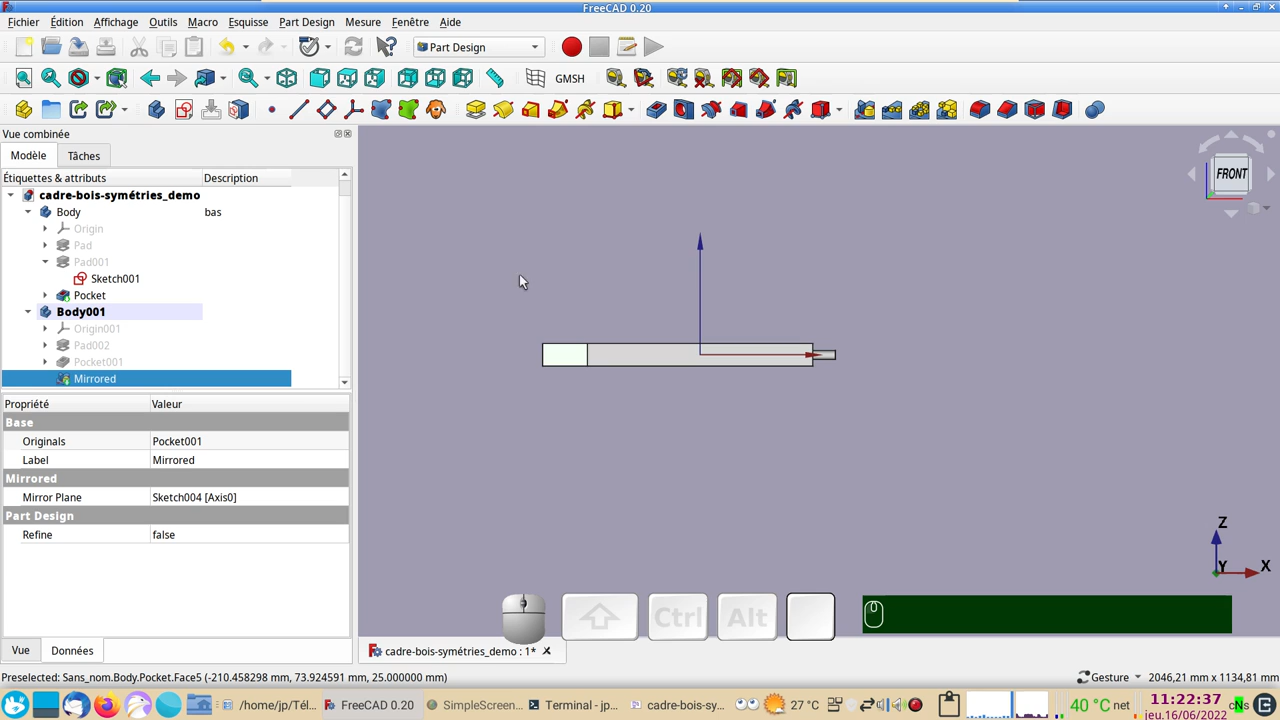 FreeCAD 0.20
Fichier Édition Affichage Outils Macro Esquisse Part Design Mesure Fenêtre Aide
Part Design
GMSH
Vue combinée
Modèle Tâches
Étiquettes & attributs Description
cadre-bois-symétries_demo
Body bas
Origin
Pad
Pad001
Sketch001
Pocket
Body001
Origin001
Pad002
Pocket001
Mirrored
Propriété Valeur
Base
Originals Pocket001
Label Mirrored
Mirrored
Mirror Plane Sketch004 [Axis0]
Part Design
Refine false
FRONT
Z
Y X
Ctrl Alt
Vue Données
cadre-bois-symétries_demo : 1*
Preselected: Sans_nom.Body.Pocket.Face5 (-210.458298 mm, 73.924591 mm, 25.000000 mm)
Gesture 2046,21 mm x 1134,81 mm
/home/jp/Tél... FreeCAD 0.20 SimpleScreen... Terminal - jp... cadre-bois-sy... 27 °C 40 °C net 11:22:37
jeu.16/06/2022